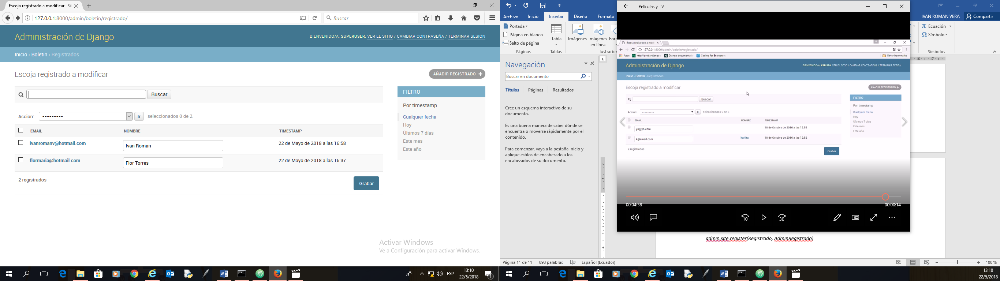 Escoja registrado a modificar | Si
127.0.0.1:8000/admin/boletin/registrado/
Buscar
Administración de Django
BIENVENIDO/A, SUPERUSER. VER EL SITIO / CAMBIAR CONTRASEÑA / TERMINAR SESIÓN
Inicio › Boletin › Registrados
Escoja registrado a modificar
AÑADIR REGISTRADO +
Buscar
FILTRO
Por timestamp
Cualquier fecha
Hoy
Últimos 7 días
Este mes
Este año
Acción: --------- Ir seleccionados 0 de 2
EMAIL NOMBRE TIMESTAMP
ivanromanv@hotmail.com Ivan Roman 22 de Mayo de 2018 a las 16:58
flormaria@hotmail.com Flor Torres 22 de Mayo de 2018 a las 16:37
2 registrados
Grabar
Activar Windows
Ve a Configuración para activar Windows.
ESP
13:10
22/5/2018
1
Archivo Inicio Insertar Diseño Formato
IVAN ROMAN VERA Compartir
Portada
Página en blanco
Salto de página
Páginas
Tabla
Tablas
Imágenes
Imágenes en línea
Form
Ilustracion
Ecuación
Símbolo
Símbolos
16 17
Navegación
Buscar en documento
Títulos Páginas Resultados
Cree un esquema interactivo de su
documento.
Es una buena manera de saber dónde se
encuentra o moverse rápidamente por el
contenido.
Para comenzar, vaya a la pestaña Inicio y
aplique estilos de encabezado a los
encabezados de su documento.
Películas y TV
Escoja registrado a mod
127.0.0.1:8000/admin/boletin/registrado/
Apps http://probardjango. Django documentati Coding for Entrepren Other bookmarks
Administración de Django
BIENVENIDO/A, KARLITA. VER EL SITIO / CAMBIAR CONTRASEÑA / TERMINAR SESIÓN
Inicio › Boletin › Registrados
Escoja registrado a modificar
AÑADIR REGISTRADO +
Buscar
FILTRO
Por timestamp
Cualquier fecha
Hoy
Últimos 7 días
Este mes
Este año
Acción: --------- Ir seleccionados 0 de 2
EMAIL NOMBRE TIMESTAMP
yo@yo.com 10 de Octubre de 2016 a las 12:55
k@email.com karlita 10 de Octubre de 2016 a las 12:52
2 registrados
Grabar
00:04:58 00:00:14
10 30
admin.site.register(Registrado, AdminRegistrado)
Página 11 de 11 898 palabras Español (Ecuador)
100 %
13:10
22/5/2018